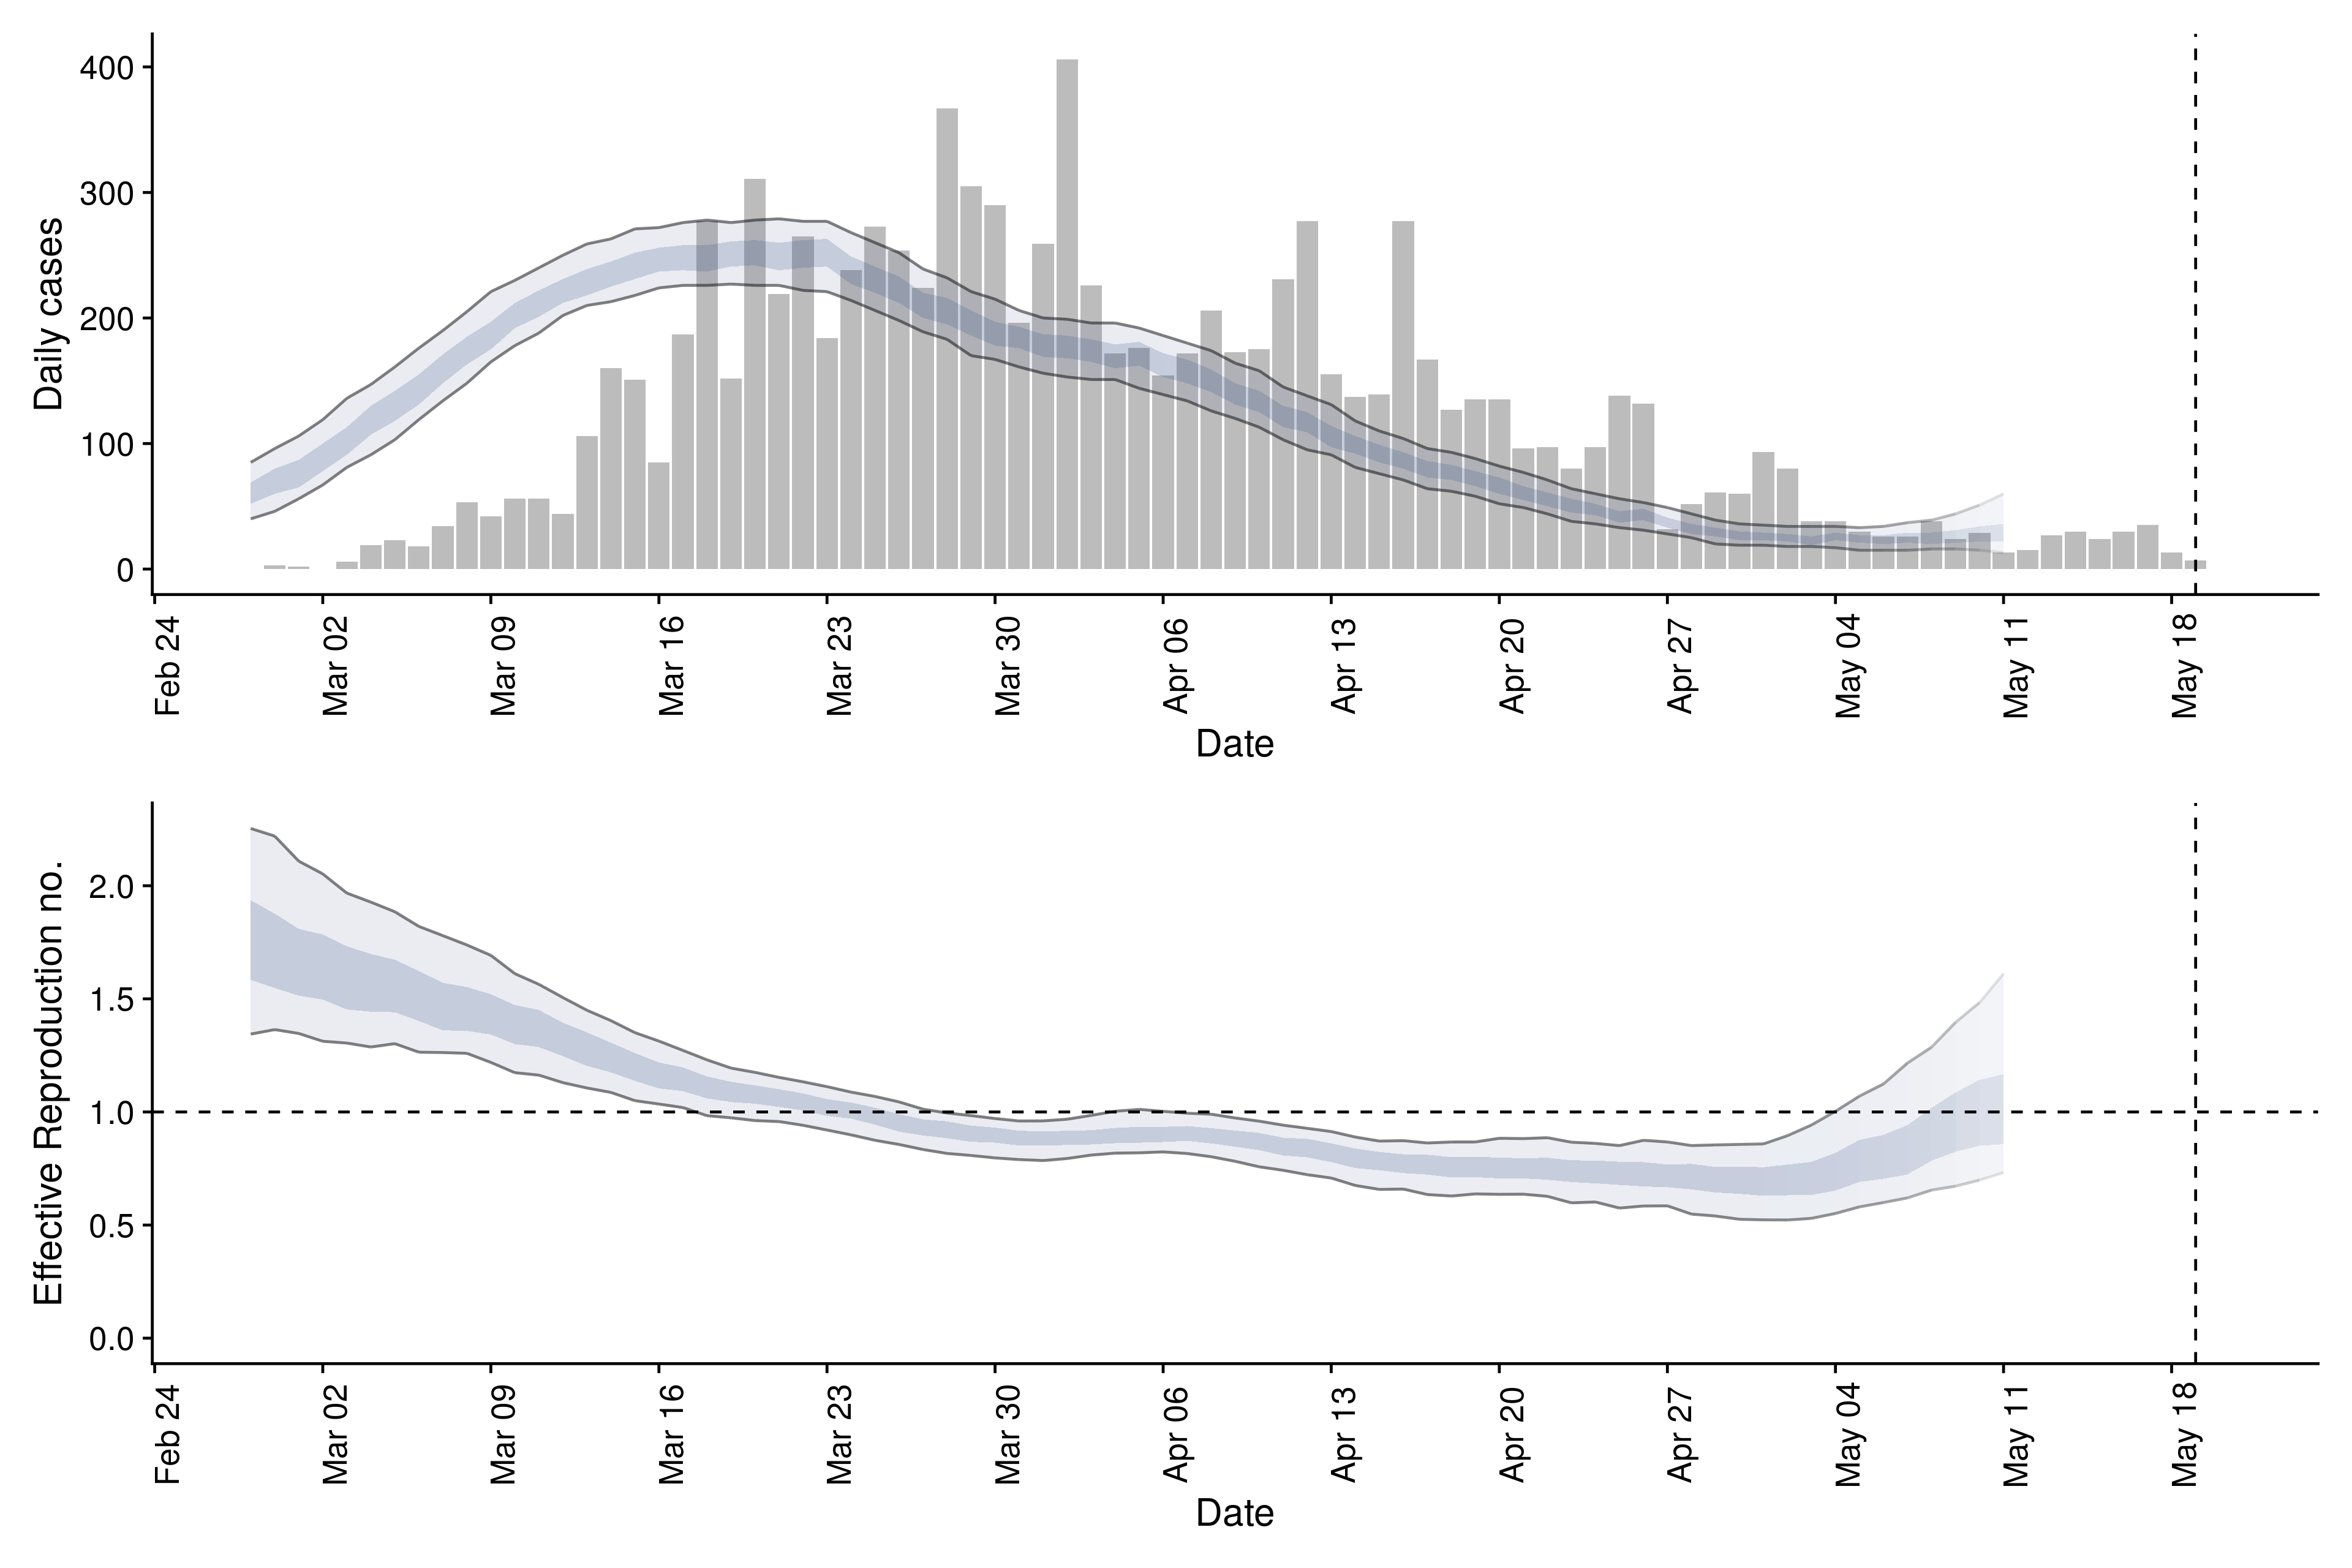 Daily cases
400
300
200
100
0
Feb 24
Mar 02
Mar 09
Mar 16
Mar 23
Mar 30
Apr 06
Apr 13
Apr 20
Apr 27
May 04
May 11
May 18
Date
Effective Reproduction no.
2.0
1.5
1.0
0.5
0.0
Feb 24
Mar 02
Mar 09
Mar 16
Mar 23
Mar 30
Apr 06
Apr 13
Apr 20
Apr 27
May 04
May 11
May 18
Date